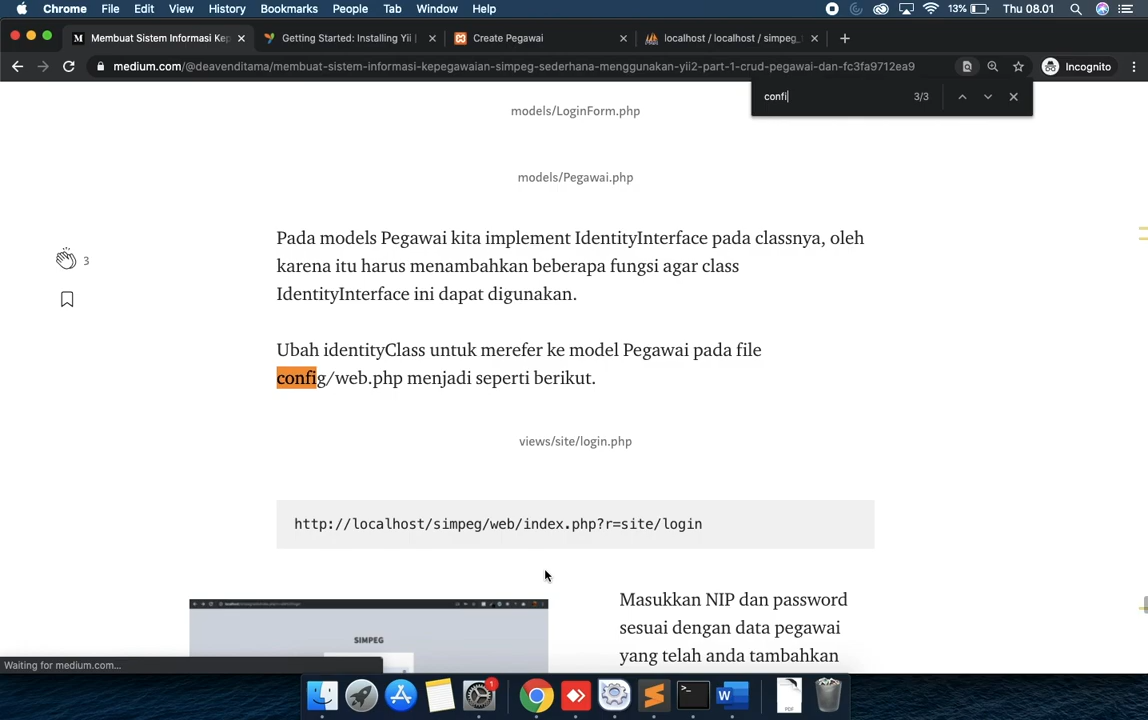 Chrome File Edit View History Bookmarks People Tab Window Help 13% Thu 08.01
Membuat Sistem Informasi Kep Getting Started: Installing Yii | Create Pegawai localhost / localhost / simpeg_
medium.com/@deavenditama/membuat-sistem-informasi-kepegawaian-simpeg-sederhana-menggunakan-yii2-part-1-crud-pegawai-dan-fc3fa9712ea9 Incognito
confi 3/3
models/LoginForm.php
models/Pegawai.php
Pada models Pegawai kita implement IdentityInterface pada classnya, oleh
karena itu harus menambahkan beberapa fungsi agar class
IdentityInterface ini dapat digunakan.
3
Ubah identityClass untuk merefer ke model Pegawai pada file
config/web.php menjadi seperti berikut.
views/site/login.php
http://localhost/simpeg/web/index.php?r=site/login
SIMPEG
Masukkan NIP dan password
sesuai dengan data pegawai
yang telah anda tambahkan
Waiting for medium.com...
1
PDF